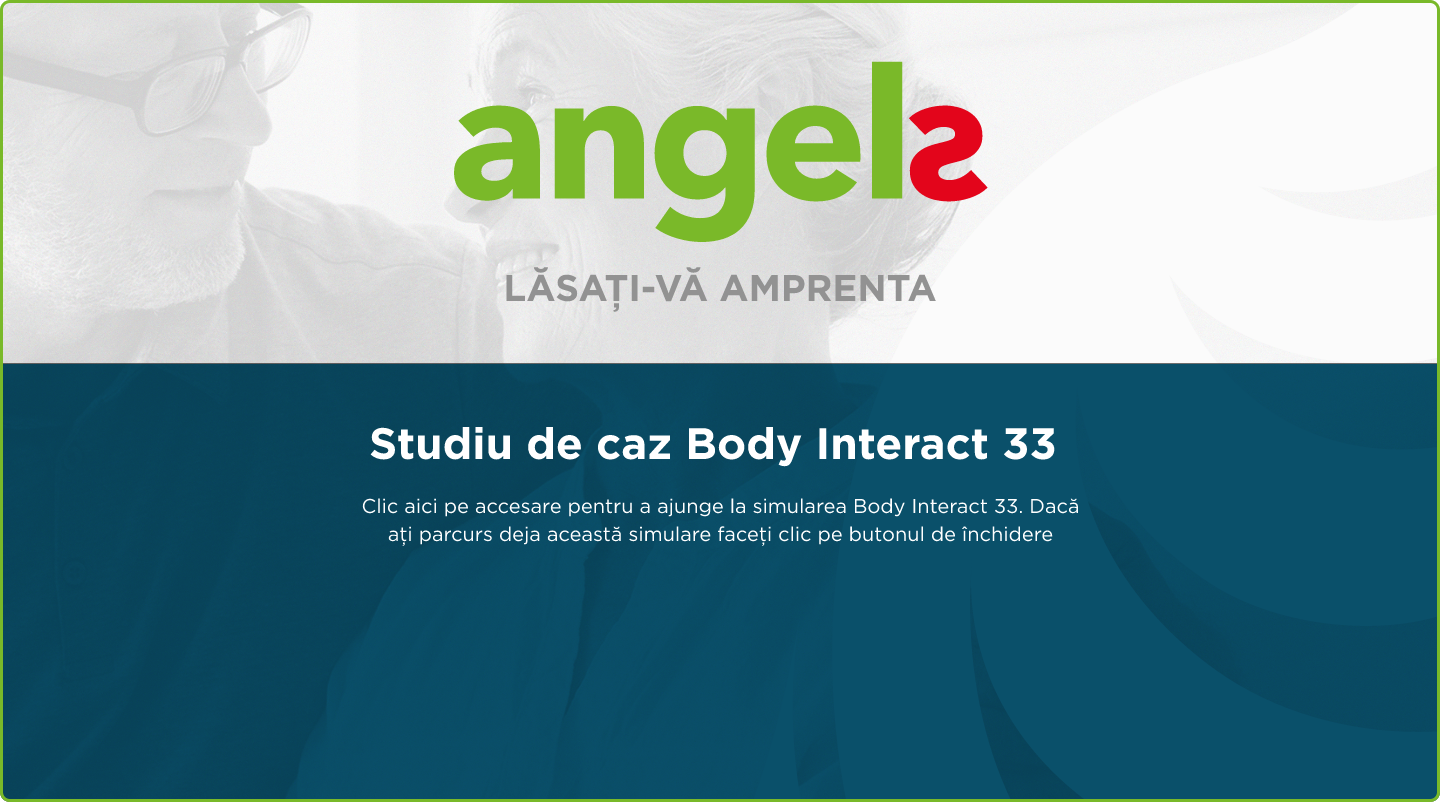 angels
LĂSAȚI-VĂ AMPRENTA
Studiu de caz Body Interact 33
Clic aici pe accesare pentru a ajunge la simularea Body Interact 33. Dacă
ați parcurs deja această simulare faceți clic pe butonul de închidere